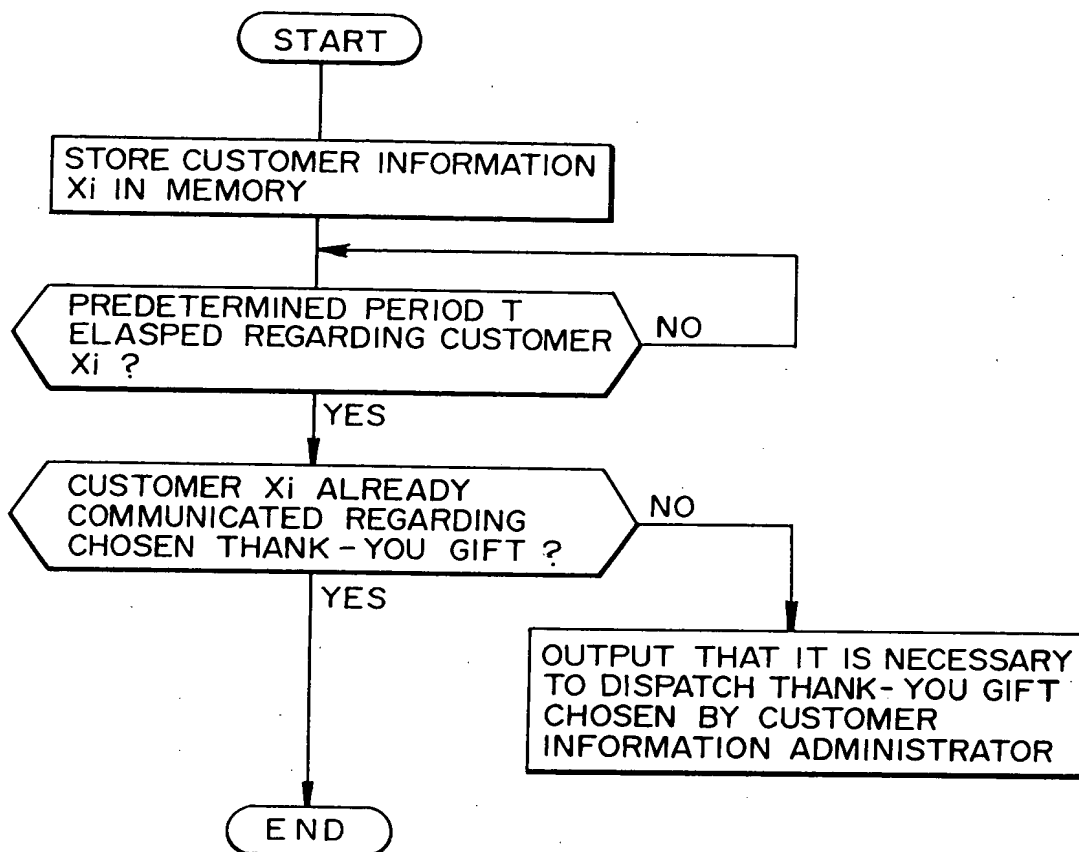 START
STORE CUSTOMER INFORMATION
Xi IN MEMORY
PREDETERMINED PERIOD T
ELASPED REGARDING CUSTOMER
Xi ?
NO
YES
CUSTOMER Xi ALREADY
COMMUNICATED REGARDING
CHOSEN THANK-YOU GIFT ?
NO
YES
OUTPUT THAT IT IS NECESSARY
TO DISPATCH THANK-YOU GIFT
CHOSEN BY CUSTOMER
INFORMATION ADMINISTRATOR
END